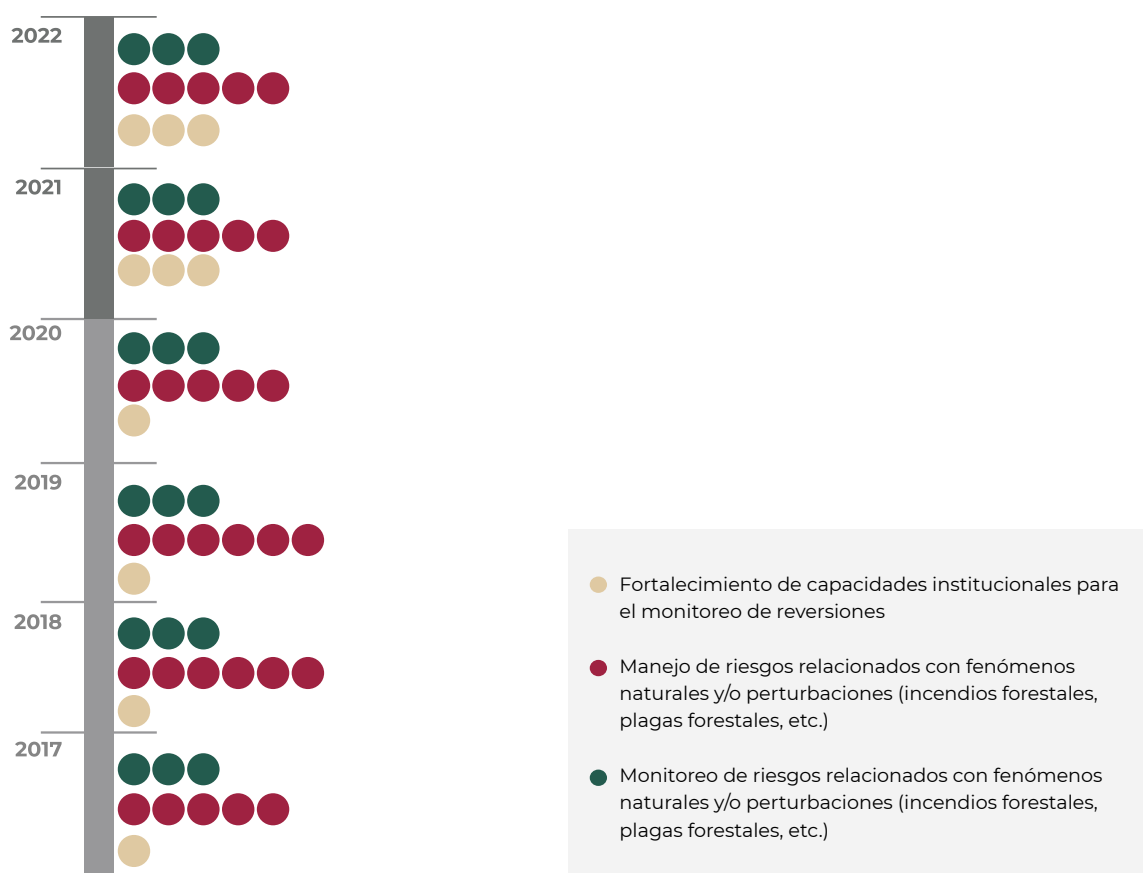 2022
2021
2020
2019
2018
2017
Fortalecimiento de capacidades institucionales para
el monitoreo de reversiones
Manejo de riesgos relacionados con fenómenos
naturales y/o perturbaciones (incendios forestales,
plagas forestales, etc.)
Monitoreo de riesgos relacionados con fenómenos
naturales y/o perturbaciones (incendios forestales,
plagas forestales, etc.)